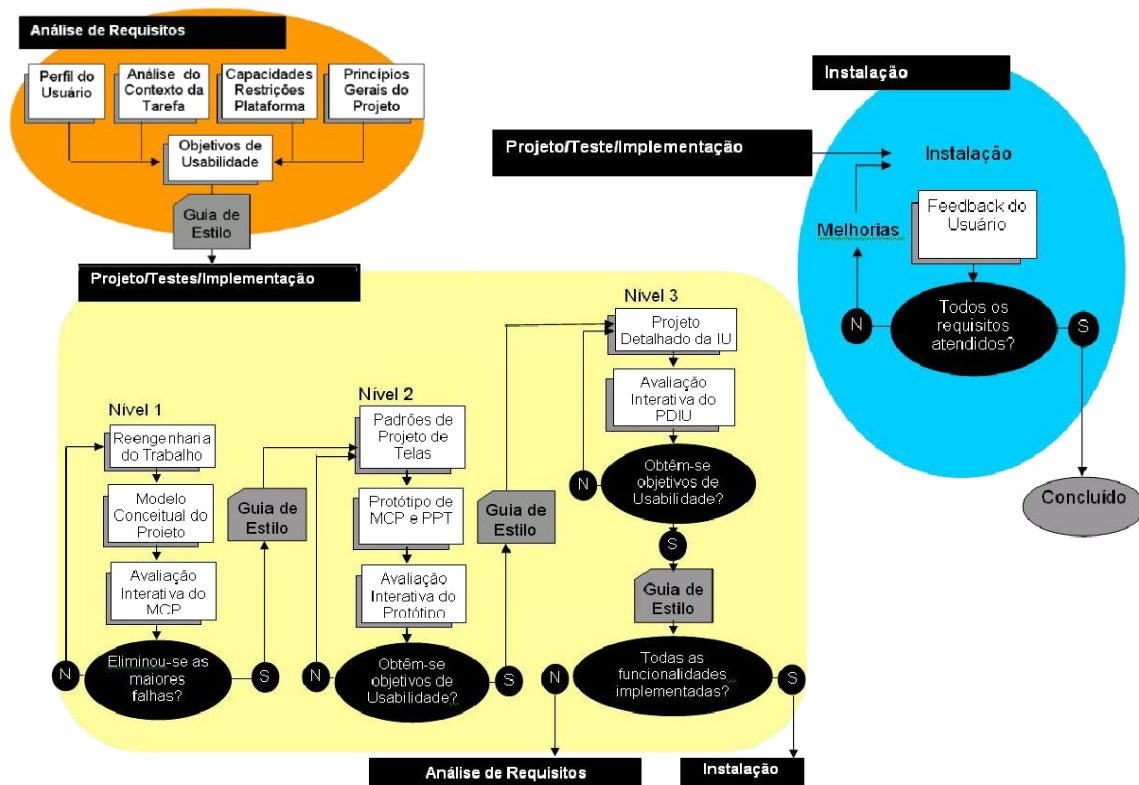 Análise de Requisitos
Perfil do
Usuário
Análise do
Contexto da
Tarefa
Capacidades
Restrições
Plataforma
Princípios
Gerais do
Projeto
Objetivos de
Usabilidade
Guia de
Estilo
Projeto/Testes/Implementação
Nível 1
Reengenharia
do Trabalho
Modelo
Conceitual do
Projeto
Avaliação
Interativa do
MCP
Eliminou-se as
maiores
falhas?
N
S
Guia de
Estilo
Nível 2
Padrões de
Projeto de
Telas
Protótipo de
MCP e PPT
Avaliação
Interativa do
Protótipo
Obtêm-se
objetivos de
Usabilidade?
N
S
Guia de
Estilo
Nível 3
Projeto
Detalhado da IU
Avaliação
Interativa do
PDIU
Obtêm-se
objetivos de
Usabilidade?
N
S
Guia de
Estilo
Todas as
funcionalidades
implementadas?
N
S
Análise de Requisitos
Instalação
Instalação
Projeto/Teste/Implementação
Instalação
Feedback do
Usuário
Melhorias
Todos os
requisitos
atendidos?
N
S
Concluído